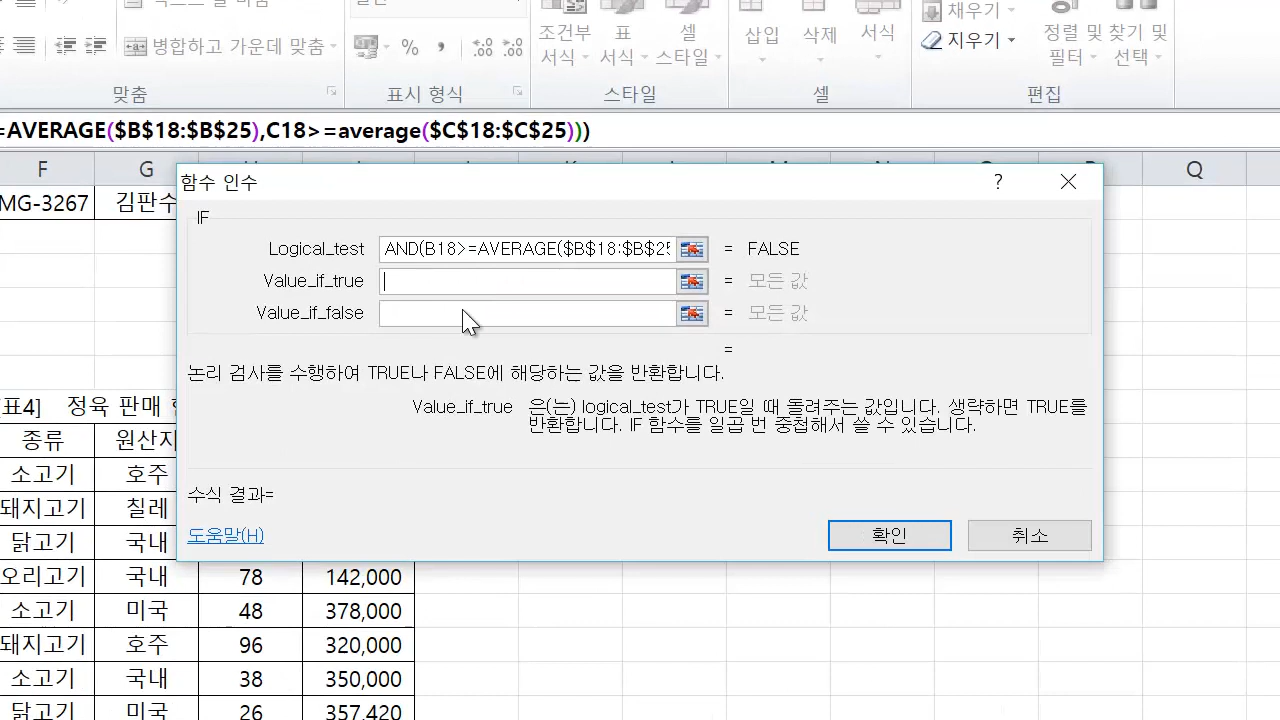 병합하고 가운데 맞춤
%
,
조건부
서식
표
서식
셀
스타일
삽입
삭제
서식
채우기
지우기
정렬 및
필터
찾기 및
선택
맞춤
표시 형식
스타일
셀
편집
=AVERAGE($B$18:$B$25),C18>=average($C$18:$C$25)))
F G Q
MG-3267 김판수
함수 인수 ?
IF
Logical_test AND(B18>=AVERAGE($B$18:$B$25 = FALSE
Value_if_true = 모든 값
Value_if_false = 모든 값
=
논리 검사를 수행하여 TRUE나 FALSE에 해당하는 값을 반환합니다.
Value_if_true 은(는) logical_test가 TRUE일 때 돌려주는 값입니다. 생략하면 TRUE를
반환합니다. IF 함수를 일곱 번 중첩해서 쓸 수 있습니다.
수식 결과=
도움말(H) 확인 취소
표4] 정육 판매
종류 원산지
소고기 호주
돼지고기 칠레
닭고기 국내
오리고기 국내 78 142,000
소고기 미국 48 378,000
돼지고기 호주 96 320,000
소고기 국내 38 350,000
닭고기 미국 26 357,420